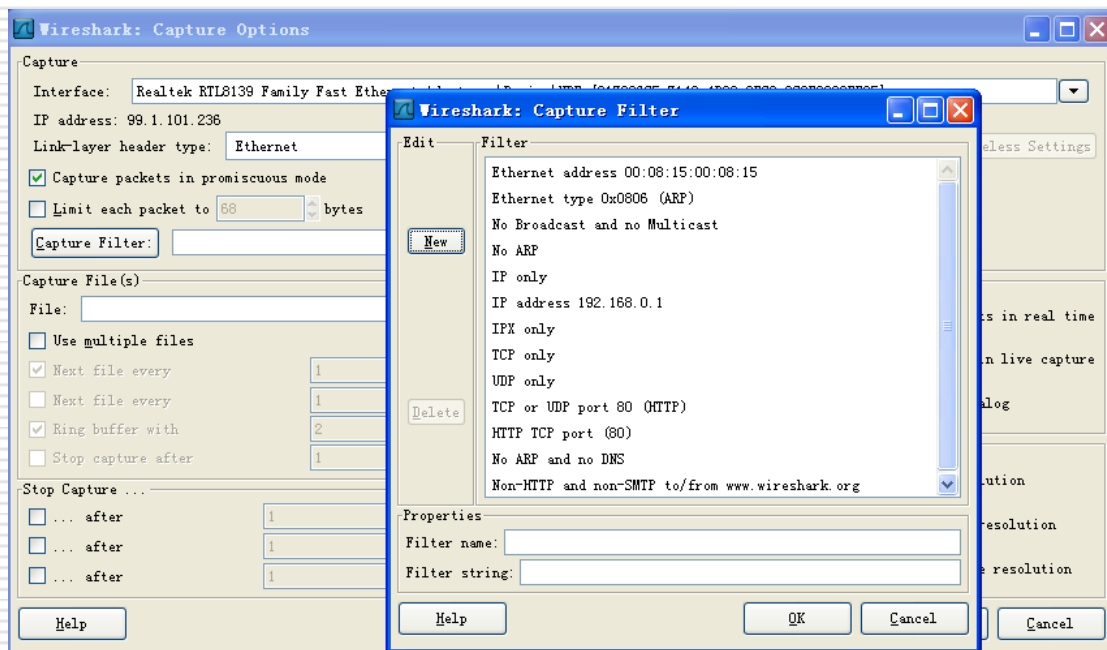 Wireshark: Capture Options
Capture
Interface: Realtek RTL8139 Family Fast
IP address: 99.1.101.236
Link-layer header type: Ethernet
eless Settings
Capture packets in promiscuous mode
Limit each packet to 68 bytes
Capture Filter:
Capture File(s)
File:
Use multiple files
Next file every 1
Next file every 1
Ring buffer with 2
Stop capture after 1
Stop Capture ...
... after 1
... after 1
... after 1
Help
s in real time
n live capture
alog
ution
resolution
e resolution
Cancel
Wireshark: Capture Filter
Edit
Filter
New
Delete
Ethernet address 00:08:15:00:08:15
Ethernet type 0x0806 (ARP)
No Broadcast and no Multicast
No ARP
IP only
IP address 192.168.0.1
IPX only
TCP only
UDP only
TCP or UDP port 80 (HTTP)
HTTP TCP port (80)
No ARP and no DNS
Non-HTTP and non-SMTP to/from www.wireshark.org
Properties
Filter name:
Filter string:
Help
OK
Cancel